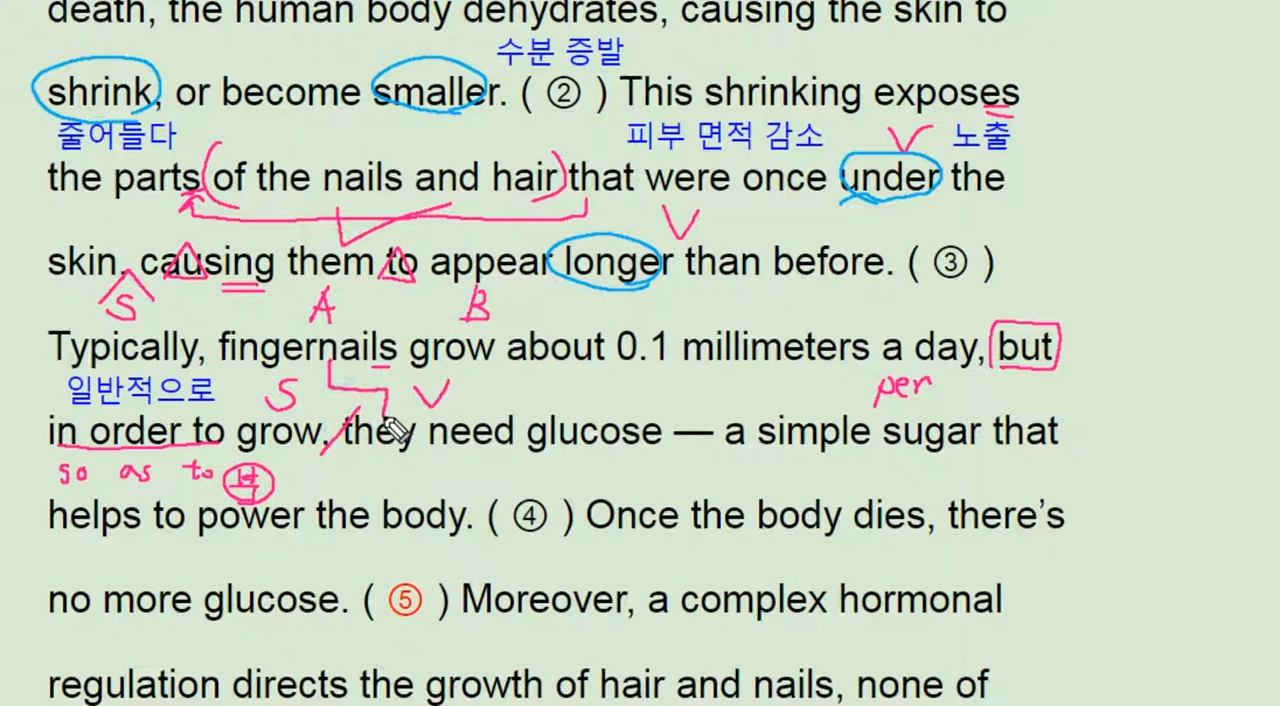 death, the human body dehydrates, causing the skin to
수분 증발
shrink, or become smaller. ( ② ) This shrinking exposes
줄어들다 피부 면적 감소 V 노출
the parts (of the nails and hair) that were once under the
V
skin, causing them to appear longer than before. ( ③ )
S A B
Typically, fingernails grow about 0.1 millimeters a day, but
일반적으로 S V per
in order to grow, they need glucose — a simple sugar that
so as to 부
helps to power the body. ( ④ ) Once the body dies, there’s
no more glucose. ( ⑤ ) Moreover, a complex hormonal
regulation directs the growth of hair and nails, none of